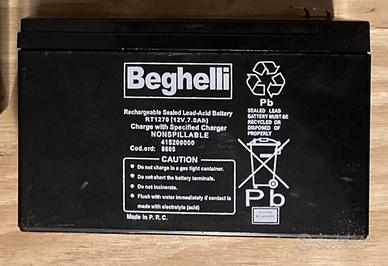 Beghelli
Rechargeable Sealed Lead-Acid Battery
RT1270 [12V,7.0Ah]
Charge with Specified Charger
NONSPILLABLE
415200000
Cod.ord: 8805
CAUTION
Do not charge in a gas tight container.
Do not short the battery terminals.
Do not incinerate.
Flush with water immediately if contact is
made with electrolyte (acid)
Made in P.R.C.
Pb
SEALED LEAD
BATTERY
MUST BE
RECYCLED OR
DISPOSED OF
PROPERLY
Pb